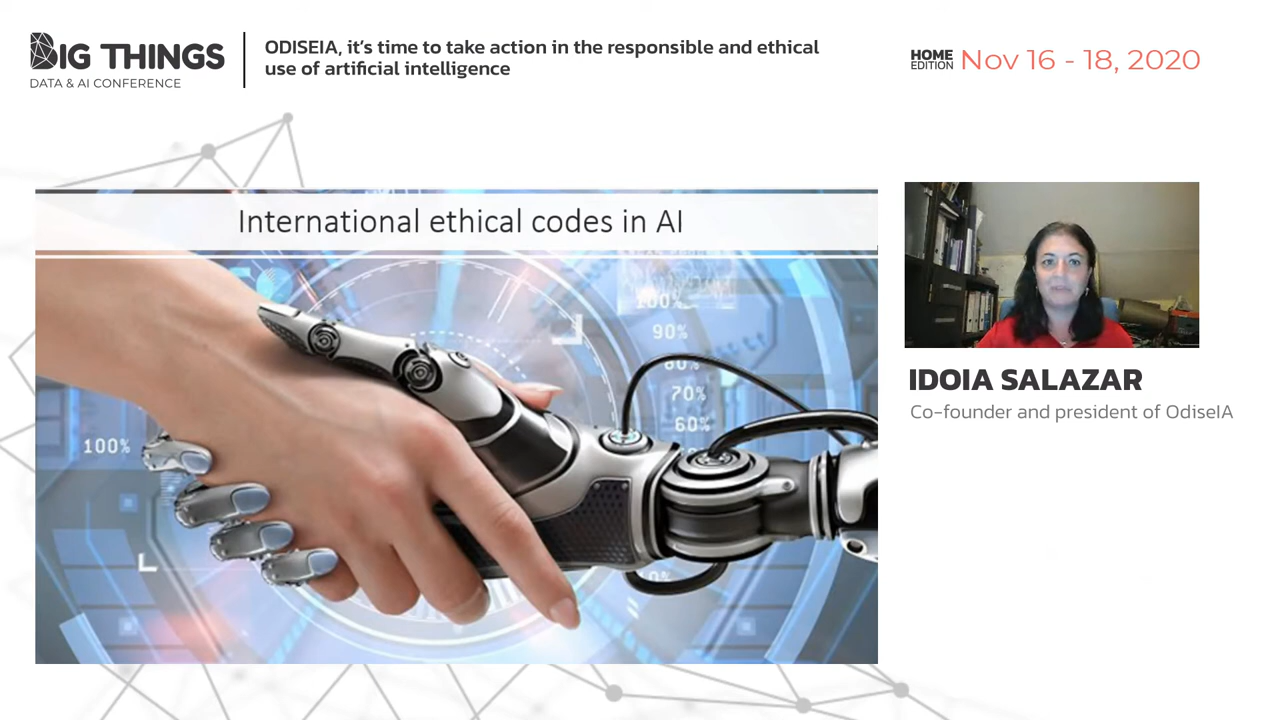 BIG THINGS
DATA & AI CONFERENCE
ODISEIA, it's time to take action in the responsible and ethical
use of artificial intelligence
HOME
EDITION
Nov 16 - 18, 2020
International ethical codes in AI
100%
90%
80%
70%
60%
100%
IDOIA SALAZAR
Co-founder and president of OdiseIA